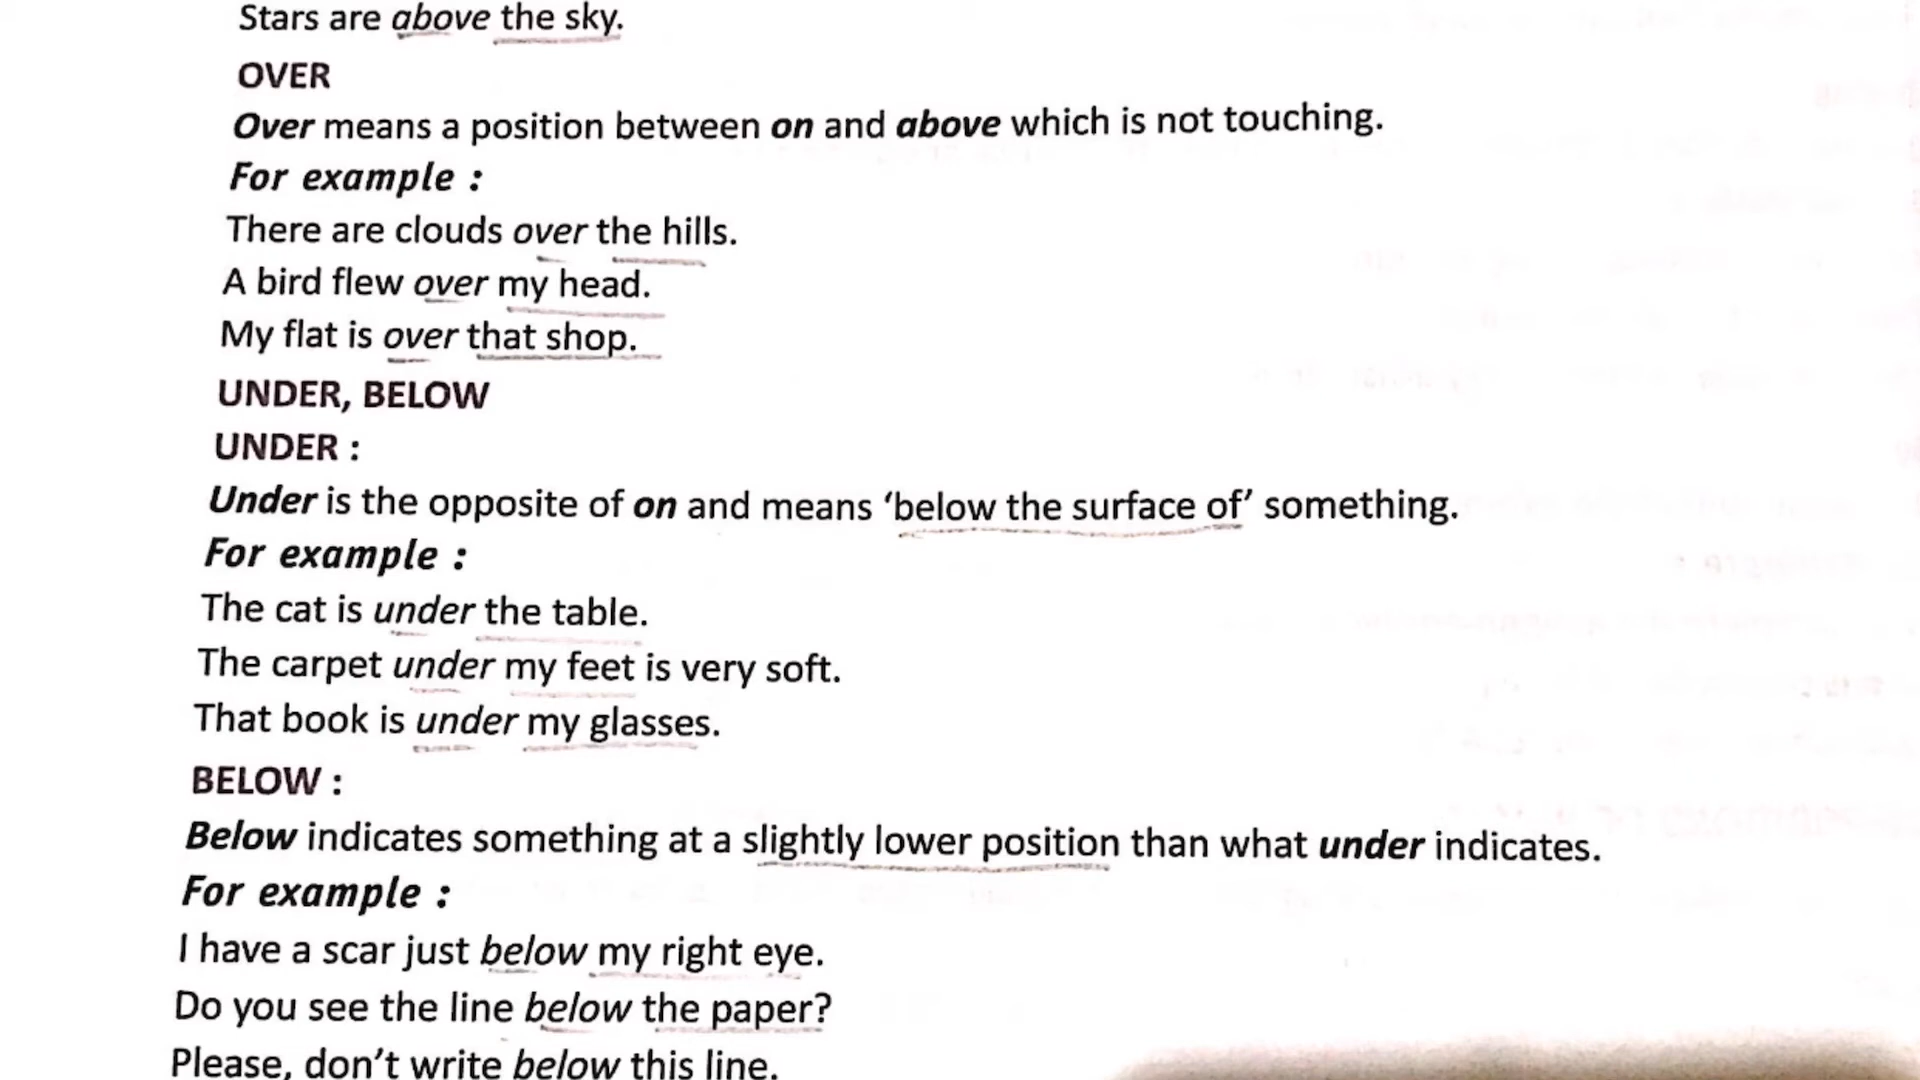 Stars are above the sky.
OVER
Over means a position between on and above which is not touching.
For example :
There are clouds over the hills.
A bird flew over my head.
My flat is over that shop.
UNDER, BELOW
UNDER :
Under is the opposite of on and means ‘below the surface of’ something.
For example :
The cat is under the table.
The carpet under my feet is very soft.
That book is under my glasses.
BELOW :
Below indicates something at a slightly lower position than what under indicates.
For example :
I have a scar just below my right eye.
Do you see the line below the paper?
Please, don’t write below this line.